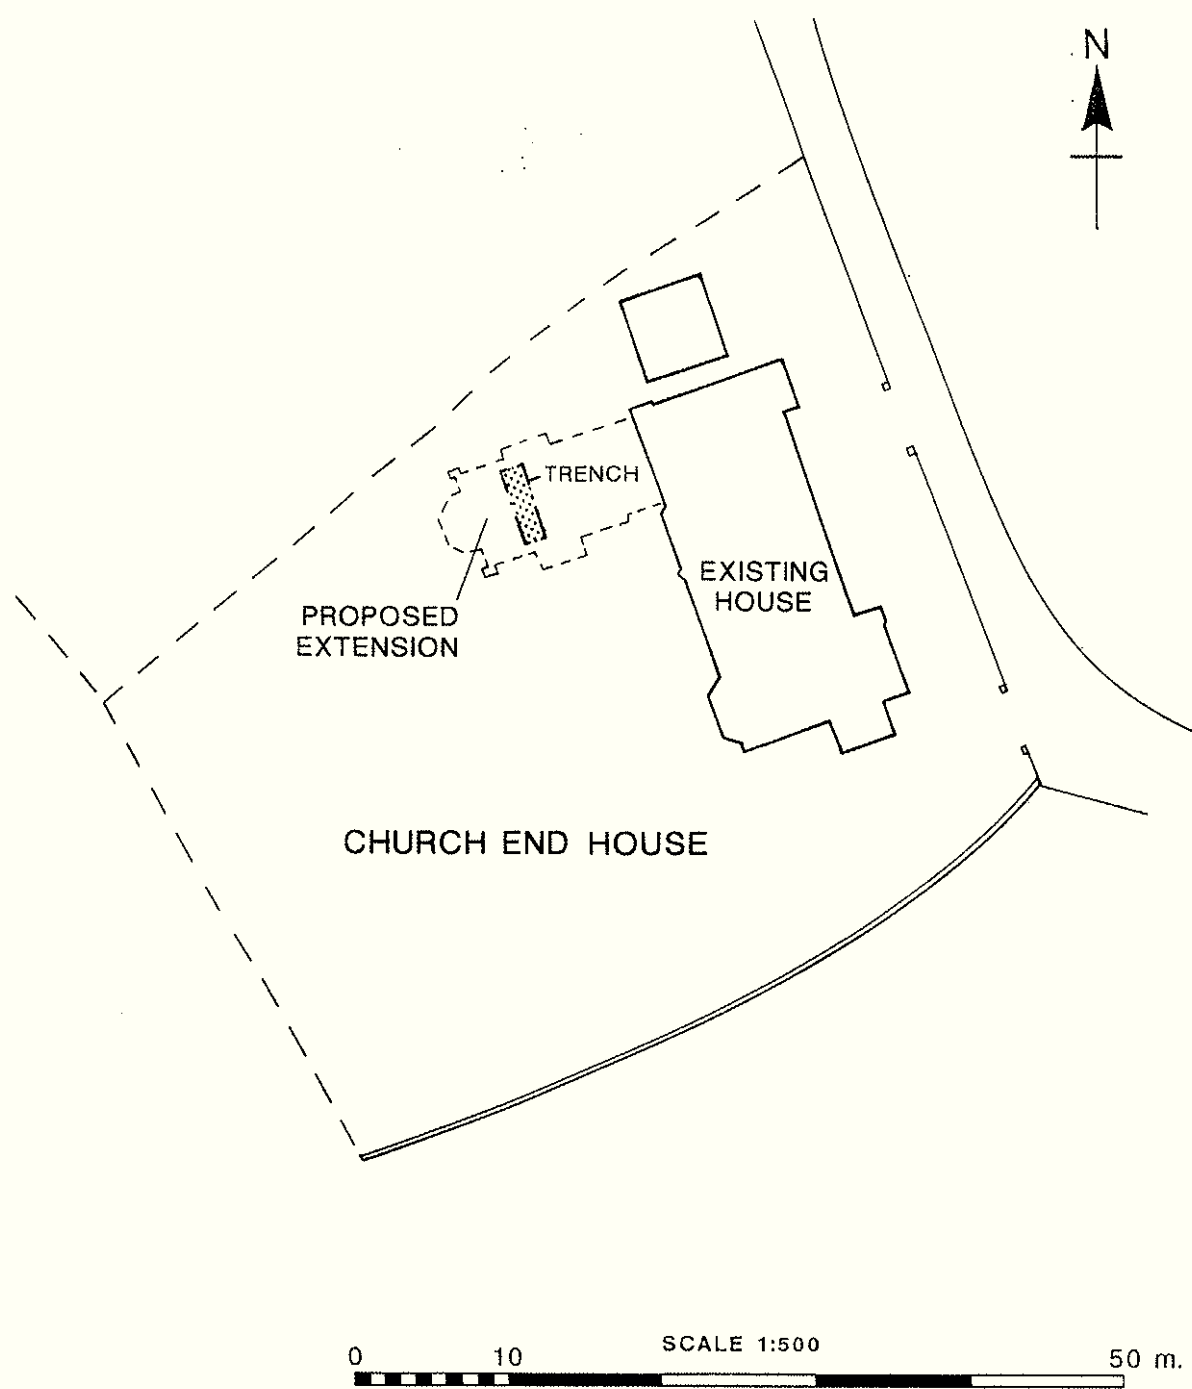 N
TRENCH
EXISTING
HOUSE
PROPOSED
EXTENSION
CHURCH END HOUSE
SCALE 1:500
0 10 50 m.